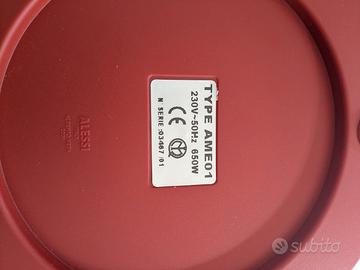 TYPE AME01
230V~50Hz 650W
N SERIE:03467/01
CE
ALESSI
subito